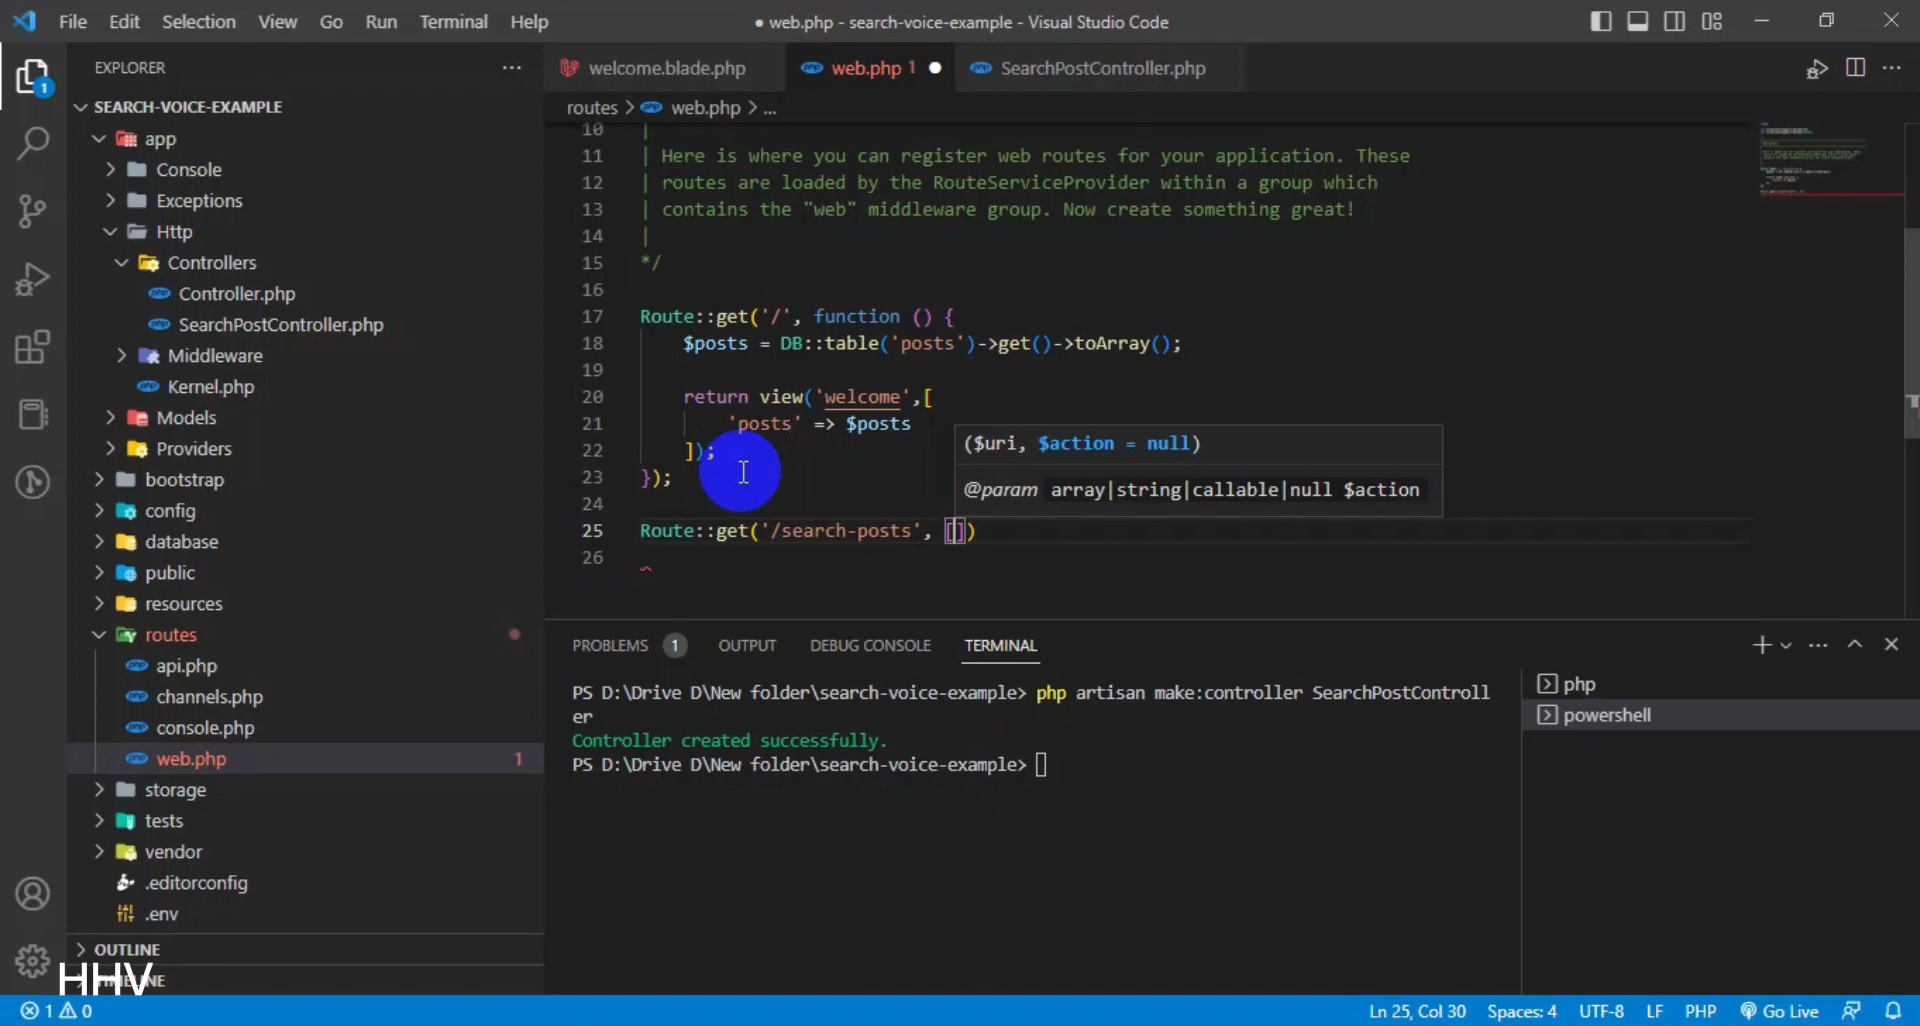 File Edit Selection View Go Run Terminal Help
● web.php - search-voice-example - Visual Studio Code
EXPLORER
1
SEARCH-VOICE-EXAMPLE
app
Console
Exceptions
Http
Controllers
Controller.php
SearchPostController.php
Middleware
Kernel.php
Models
Providers
bootstrap
config
database
public
resources
routes
api.php
channels.php
console.php
web.php 1
storage
tests
vendor
.editorconfig
.env
OUTLINE
TIMELINE
HHV
welcome.blade.php
web.php 1
SearchPostController.php
routes > web.php > ...
10 |
11 | Here is where you can register web routes for your application. These
12 | routes are loaded by the RouteServiceProvider within a group which
13 | contains the "web" middleware group. Now create something great!
14 |
15 */
16
17 Route::get('/', function () {
18 $posts = DB::table('posts')->get()->toArray();
19
20 return view('welcome',[
21 'posts' => $posts
22 ]);
23 });
24
25 Route::get('/search-posts', [])
26
($uri, $action = null)
@param array|string|callable|null $action
PROBLEMS 1 OUTPUT DEBUG CONSOLE TERMINAL
PS D:\Drive D\New folder\search-voice-example> php artisan make:controller SearchPostControll
er
Controller created successfully.
PS D:\Drive D\New folder\search-voice-example>
php
powershell
1 0
Ln 25, Col 30 Spaces: 4 UTF-8 LF PHP Go Live